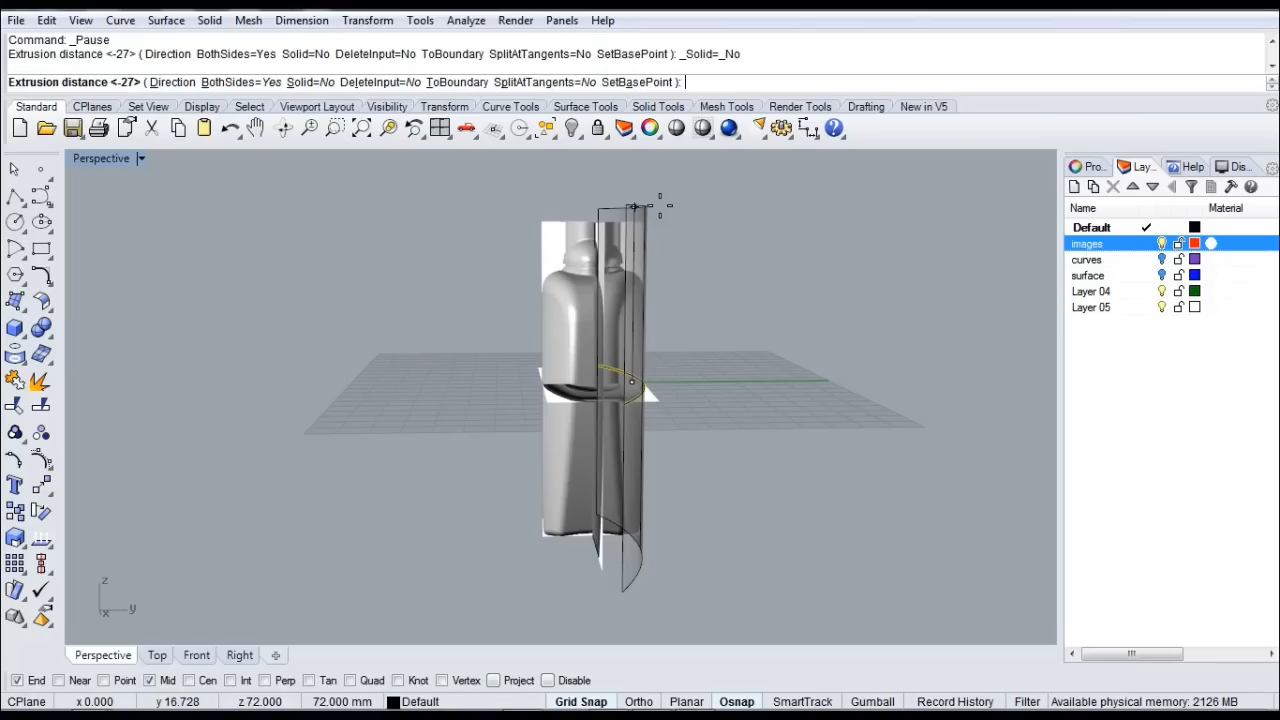 File Edit View Curve Surface Solid Mesh Dimension Transform Tools Analyze Render Panels Help
Command: _Pause
Extrusion distance <-27> ( Direction BothSides=Yes Solid=No DeleteInput=No ToBoundary SplitAtTangents=No SetBasePoint ): _Solid=_No
Extrusion distance <-27> ( Direction BothSides=Yes Solid=No DeleteInput=No ToBoundary SplitAtTangents=No SetBasePoint ):
Standard CPlanes Set View Display Select Viewport Layout Visibility Transform Curve Tools Surface Tools Solid Tools Mesh Tools Render Tools Drafting New in V5
Perspective
Pro... Lay... Help Dis...
Name Material
Default
images
curves
surface
Layer 04
Layer 05
z
x y
Perspective Top Front Right
End Near Point Mid Cen Int Perp Tan Quad Knot Vertex Project Disable
CPlane x 0.000 y 16.728 z 72.000 72.000 mm Default Grid Snap Ortho Planar Osnap SmartTrack Gumball Record History Filter Available physical memory: 2126 MB